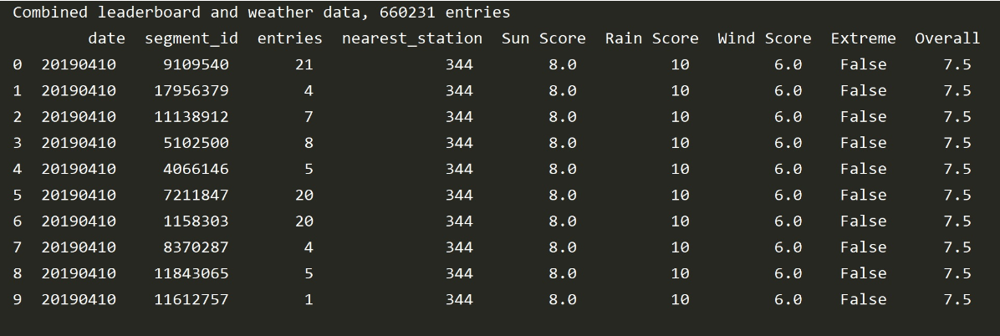 Combined leaderboard and weather data, 660231 entries
date segment_id entries nearest_station Sun Score Rain Score Wind Score Extreme Overall
0 20190410 9109540 21 344 8.0 10 6.0 False 7.5
1 20190410 17956379 4 344 8.0 10 6.0 False 7.5
2 20190410 11138912 7 344 8.0 10 6.0 False 7.5
3 20190410 5102500 8 344 8.0 10 6.0 False 7.5
4 20190410 4066146 5 344 8.0 10 6.0 False 7.5
5 20190410 7211847 20 344 8.0 10 6.0 False 7.5
6 20190410 1158303 20 344 8.0 10 6.0 False 7.5
7 20190410 8370287 4 344 8.0 10 6.0 False 7.5
8 20190410 11843065 5 344 8.0 10 6.0 False 7.5
9 20190410 11612757 1 344 8.0 10 6.0 False 7.5